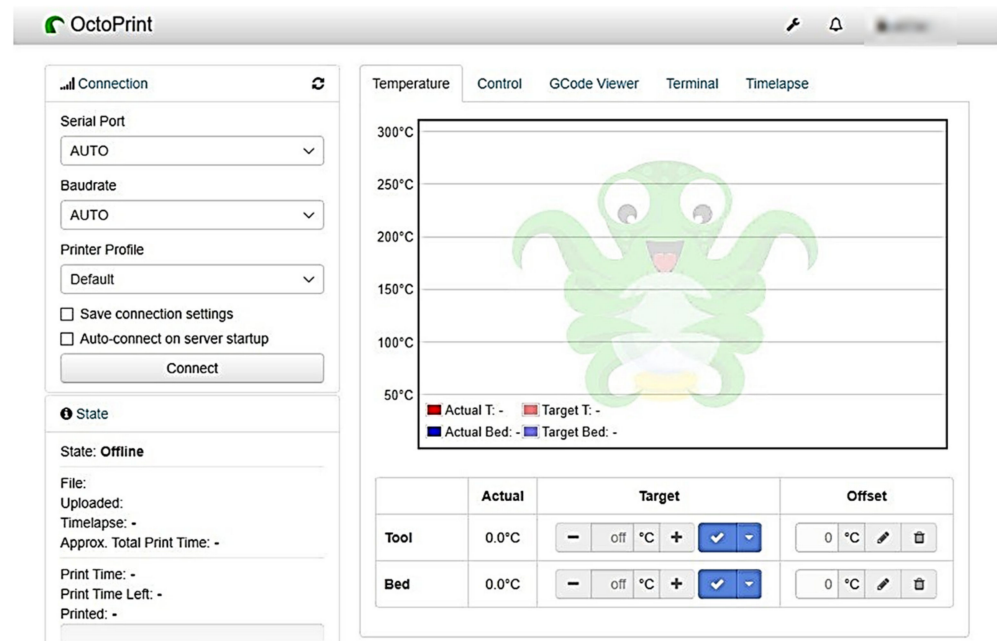 OctoPrint
Connection
Serial Port
AUTO
Baudrate
AUTO
Printer Profile
Default
Save connection settings
Auto-connect on server startup
Connect
State
State: Offline
File:
Uploaded:
Timelapse: -
Approx. Total Print Time: -
Print Time: -
Print Time Left: -
Printed: -
Temperature Control GCode Viewer Terminal Timelapse
300°C
250°C
200°C
150°C
100°C
50°C
Actual T: - Target T: -
Actual Bed: - Target Bed: -
Actual Target Offset
Tool 0.0°C off °C 0 °C
Bed 0.0°C off °C 0 °C